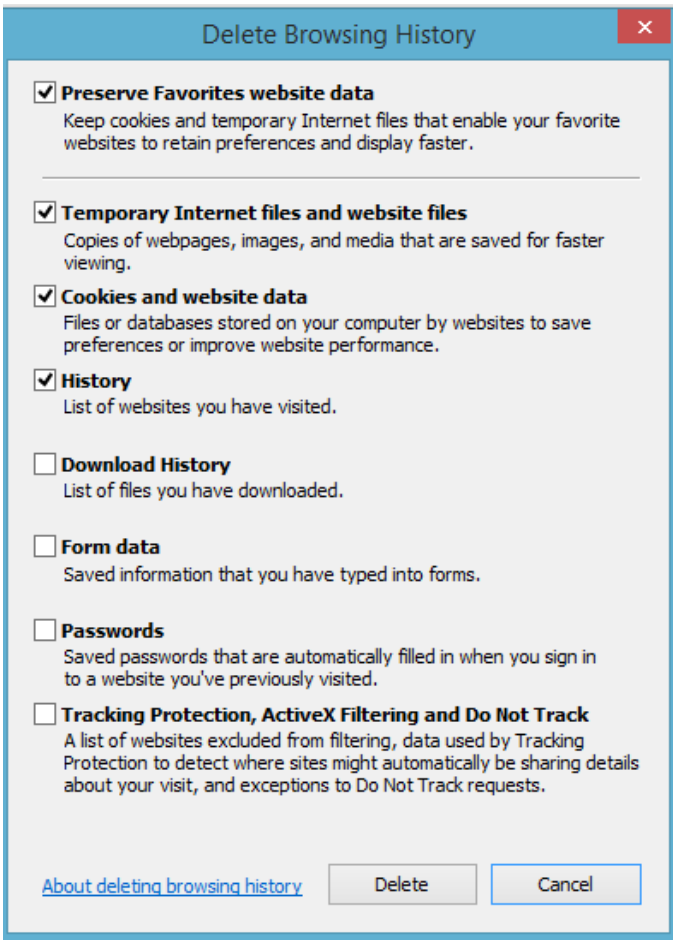 Delete Browsing History
Preserve Favorites website data
Keep cookies and temporary Internet files that enable your favorite
websites to retain preferences and display faster.
Temporary Internet files and website files
Copies of webpages, images, and media that are saved for faster
viewing.
Cookies and website data
Files or databases stored on your computer by websites to save
preferences or improve website performance.
History
List of websites you have visited.
Download History
List of files you have downloaded.
Form data
Saved information that you have typed into forms.
Passwords
Saved passwords that are automatically filled in when you sign in
to a website you've previously visited.
Tracking Protection, ActiveX Filtering and Do Not Track
A list of websites excluded from filtering, data used by Tracking
Protection to detect where sites might automatically be sharing details
about your visit, and exceptions to Do Not Track requests.
About deleting browsing history
Delete
Cancel